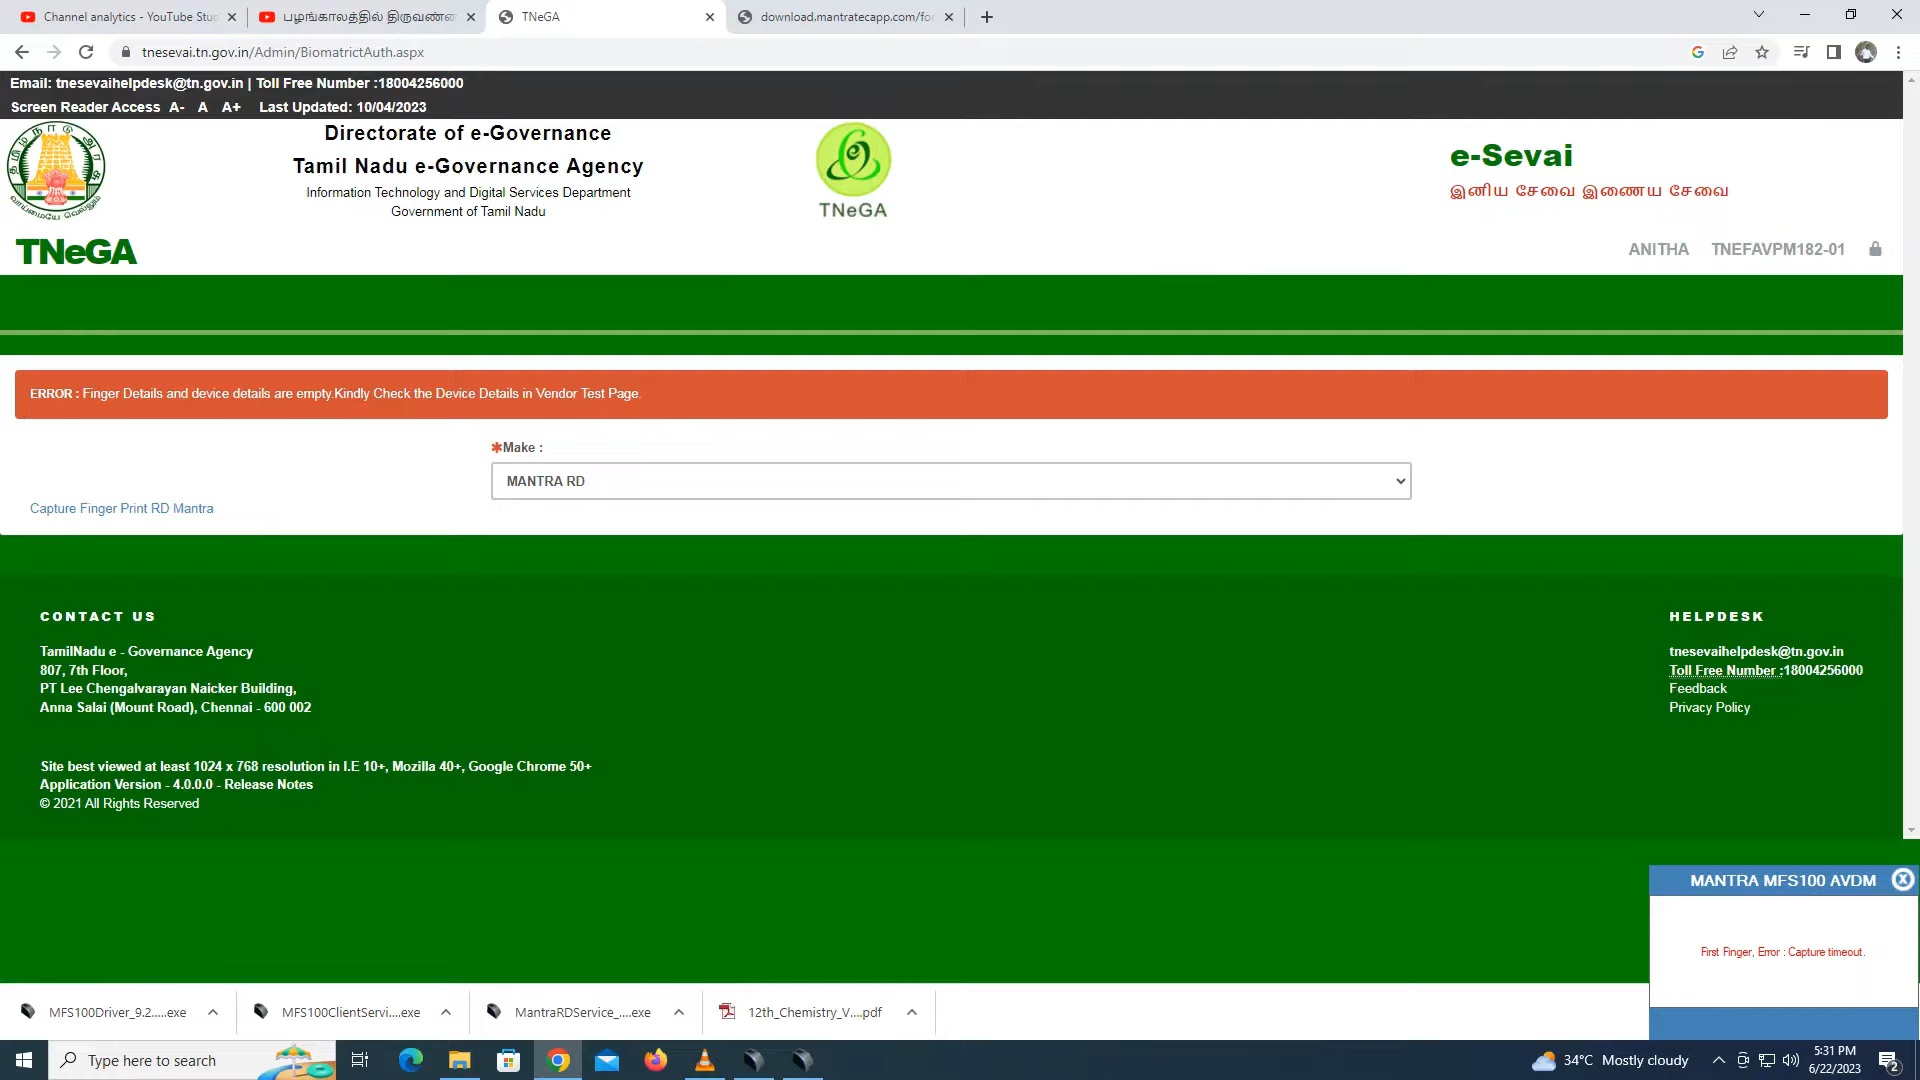 Channel analytics - YouTube Stu
பழங்காலத்தில் திருவண்ண
TNeGA
download.mantratecapp.com/fo
tnesevai.tn.gov.in/Admin/BiomatrictAuth.aspx
Email: tnesevaihelpdesk@tn.gov.in | Toll Free Number :18004256000
Screen Reader Access A- A A+ Last Updated: 10/04/2023
Directorate of e-Governance
Tamil Nadu e-Governance Agency
Information Technology and Digital Services Department
Government of Tamil Nadu
தமிழ்நாடு அரசு
வாய்மையே வெல்லும்
TNeGA
e-Sevai
இனிய சேவை இணைய சேவை
TNeGA
ANITHA TNEFAVPM182-01
ERROR : Finger Details and device details are empty.Kindly Check the Device Details in Vendor Test Page.
✱Make :
MANTRA RD
Capture Finger Print RD Mantra
CONTACT US
TamilNadu e - Governance Agency
807, 7th Floor,
PT Lee Chengalvarayan Naicker Building,
Anna Salai (Mount Road), Chennai - 600 002
HELPDESK
tnesevaihelpdesk@tn.gov.in
Toll Free Number :18004256000
Feedback
Privacy Policy
Site best viewed at least 1024 x 768 resolution in I.E 10+, Mozilla 40+, Google Chrome 50+
Application Version - 4.0.0.0 - Release Notes
© 2021 All Rights Reserved
MANTRA MFS100 AVDM
First Finger, Error : Capture timeout.
MFS100Driver_9.2.....exe
MFS100ClientServi....exe
MantraRDService_....exe
12th_Chemistry_V....pdf
Type here to search
34°C Mostly cloudy
5:31 PM
6/22/2023
2